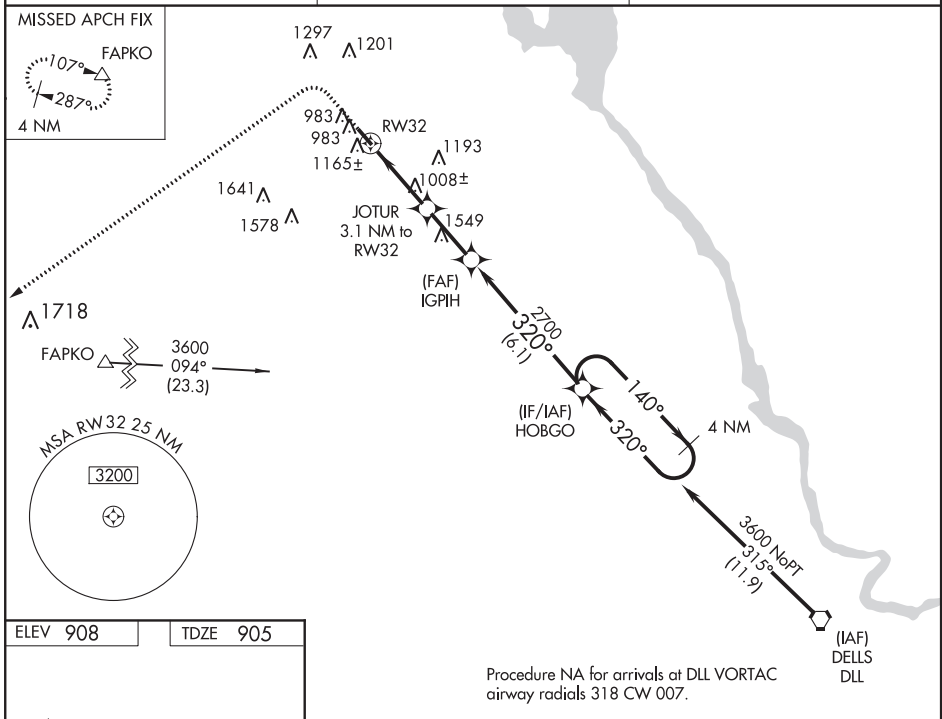 MISSED APCH FIX
FAPKO
107°
287°
4 NM
1297
1201
983
983
RW32
1165±
1193
1008±
1641
1578
JOTUR
3.1 NM to
RW32
1549
(FAF)
IGPIH
1718
FAPKO
3600
094°
(23.3)
2700
320°
(6.1)
(IF/IAF)
HOBGO
140°
320°
4 NM
MSA RW32 25 NM
3200
3600 NoPT
315°
(11.9)
(IAF)
DELLS
DLL
ELEV 908
TDZE 905
Procedure NA for arrivals at DLL VORTAC
airway radials 318 CW 007.